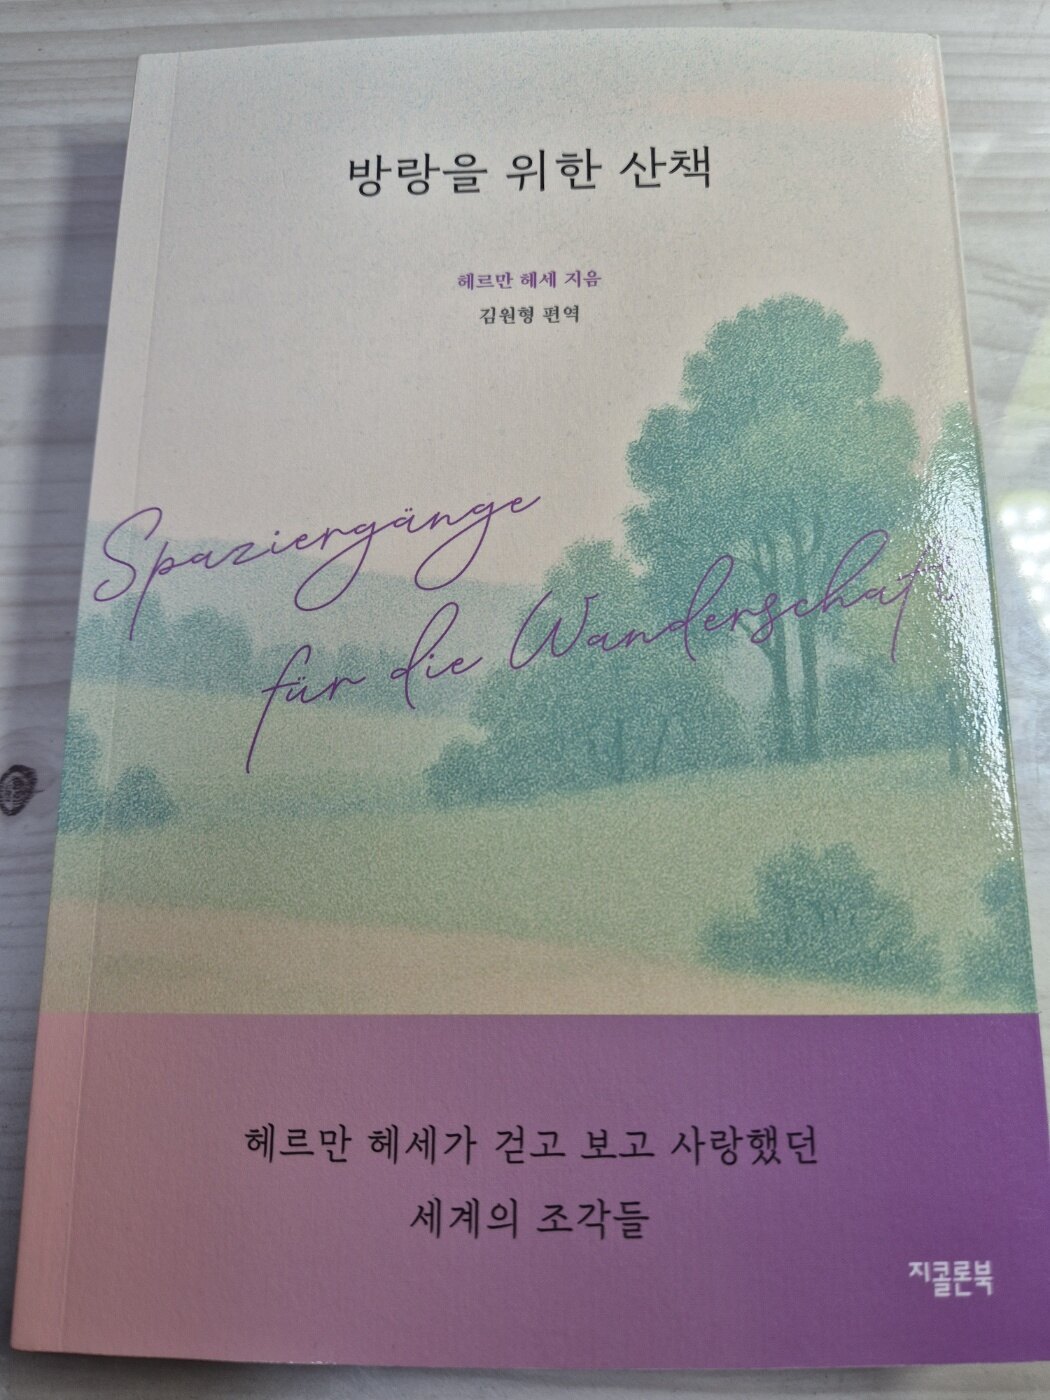 방랑을 위한 산책
헤르만 헤세 지음
김원형 편역
Spaziergänge
für die Wanderschaft
헤르만 헤세가 걷고 보고 사랑했던
세계의 조각들
지콜론북